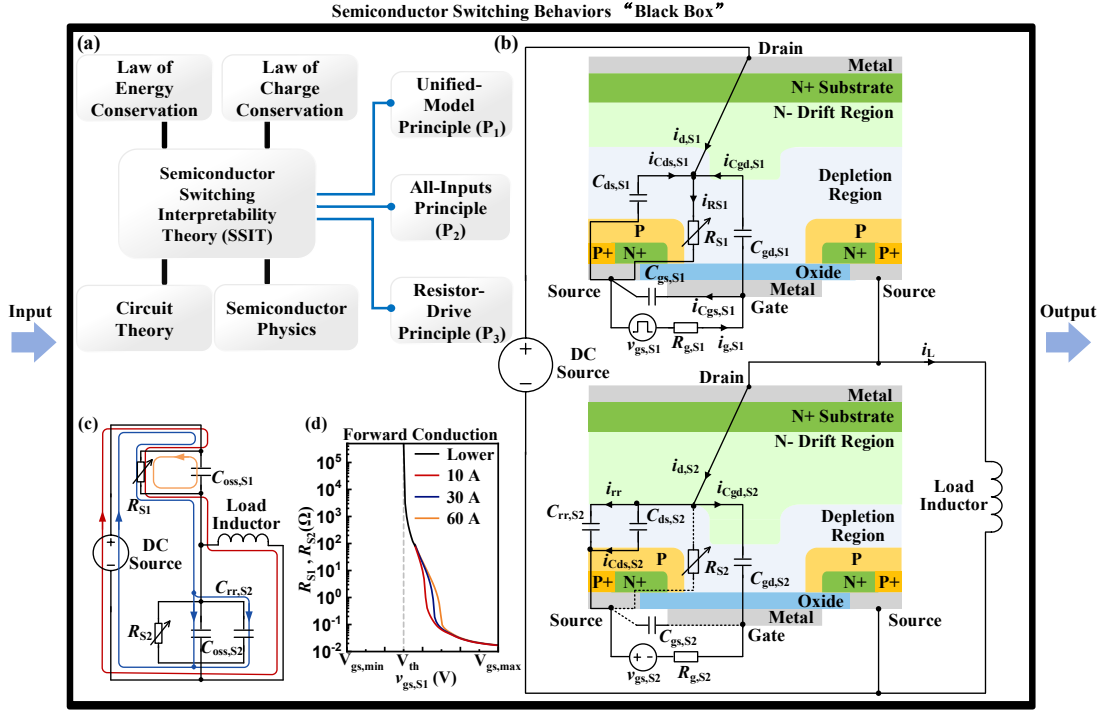 Semiconductor Switching Behaviors “Black Box”
Input
Output
(a)
Law of
Energy
Conservation
Law of
Charge
Conservation
Semiconductor
Switching
Interpretability
Theory (SSIT)
Circuit
Theory
Semiconductor
Physics
Unified-
Model
Principle (P1)
All-Inputs
Principle
(P2)
Resistor-
Drive
Principle (P3)
(b)
Drain
Metal
N+ Substrate
N- Drift Region
id,S1
iCds,S1
iCgd,S1
Cds,S1
Depletion
Region
iRS1
P
RS1
Cgd,S1
P
P+
N+
N+
P+
Cgs,S1
Oxide
Source
Metal
Source
iCgs,S1
Gate
vgs,S1
Rg,S1
ig,S1
DC
Source
iL
Drain
Metal
N+ Substrate
N- Drift Region
id,S2
irr
iCgd,S2
Crr,S2
Cds,S2
Depletion
Region
iCds,S2
P
RS2
Cgd,S2
P
P+
N+
N+
P+
Oxide
Source
Metal
Source
Cgs,S2
Gate
vgs,S2
Rg,S2
Load
Inductor
(c)
RS1
Coss,S1
Load
Inductor
DC
Source
Crr,S2
RS2
Coss,S2
(d)
Forward Conduction
Lower
10 A
30 A
60 A
RS1 , RS2(Ω)
10^5
10^4
10^3
10^2
10^1
10^0
10^-1
10^-2
Vgs,min
Vth
Vgs,max
vgs,S1 (V)